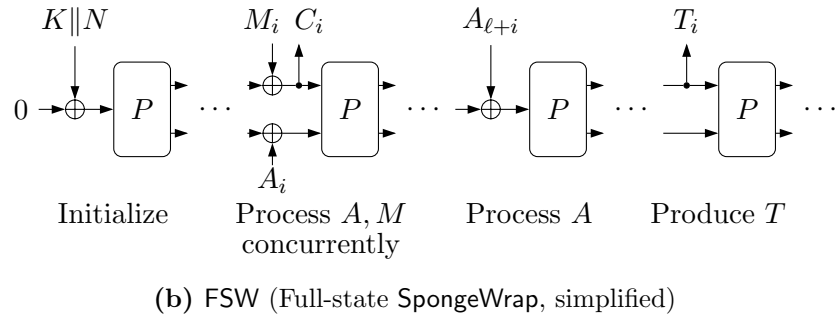 K∥N M_i C_i A_{ℓ+i} T_i
0 P ⋯ P ⋯ P ⋯ P ⋯
A_i
Initialize Process A, M Process A Produce T
concurrently
(b) FSW (Full-state SpongeWrap, simplified)